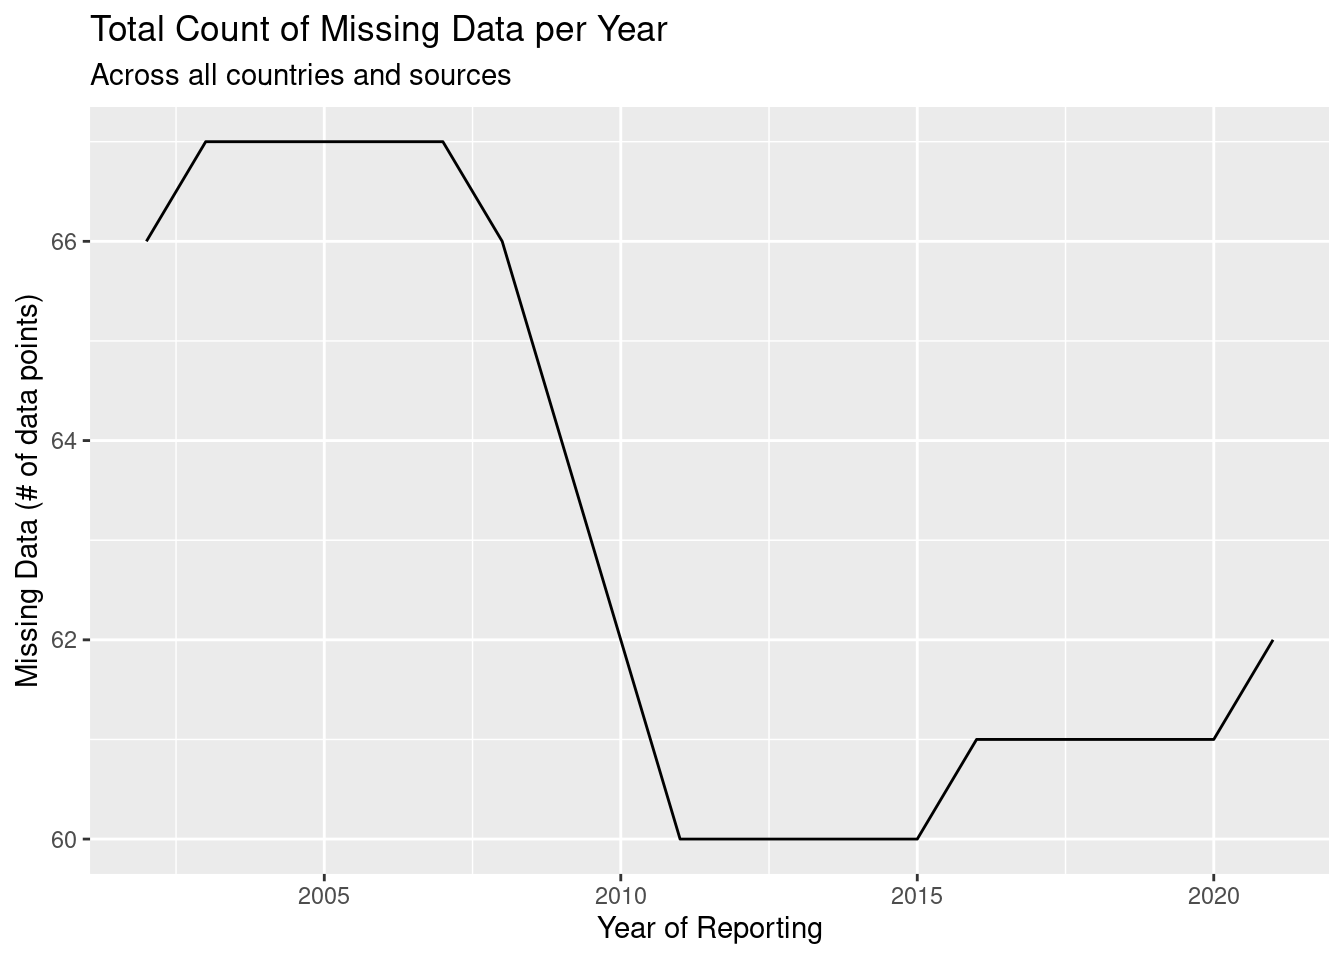 Total Count of Missing Data per Year
Across all countries and sources
Missing Data (# of data points)
66
64
62
60
2005 2010 2015 2020
Year of Reporting